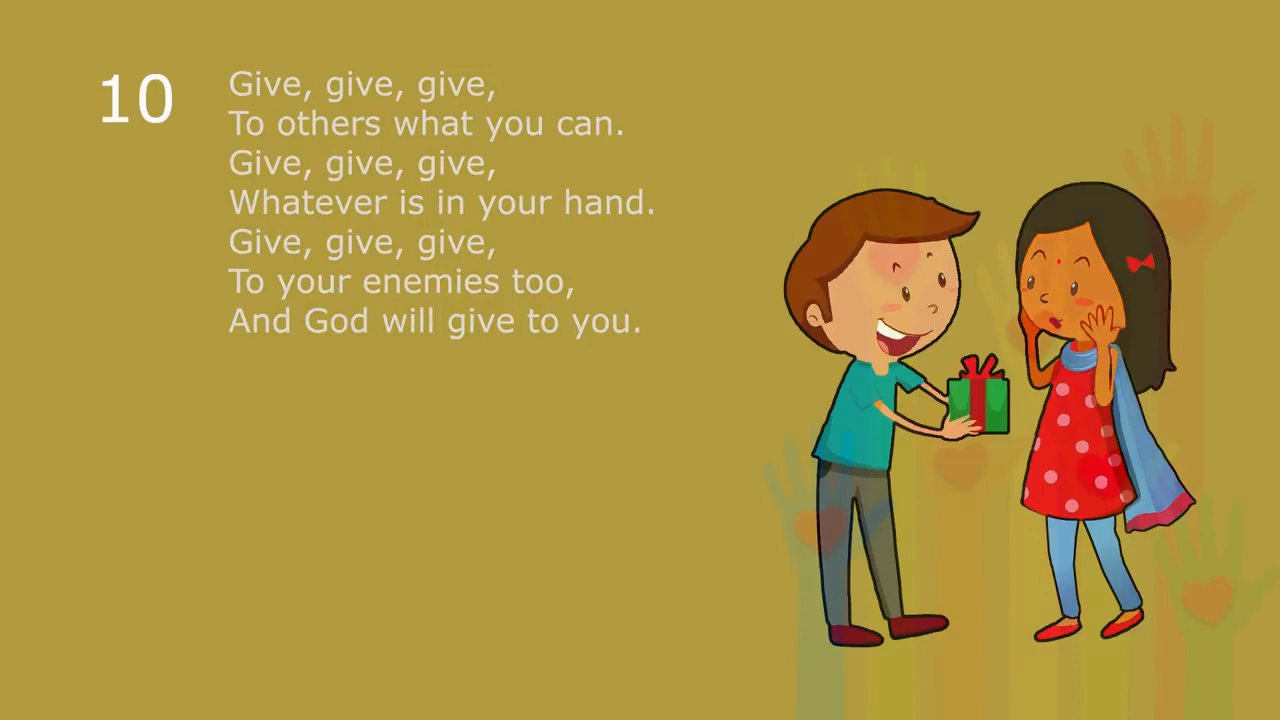 10
Give, give, give,
To others what you can.
Give, give, give,
Whatever is in your hand.
Give, give, give,
To your enemies too,
And God will give to you.